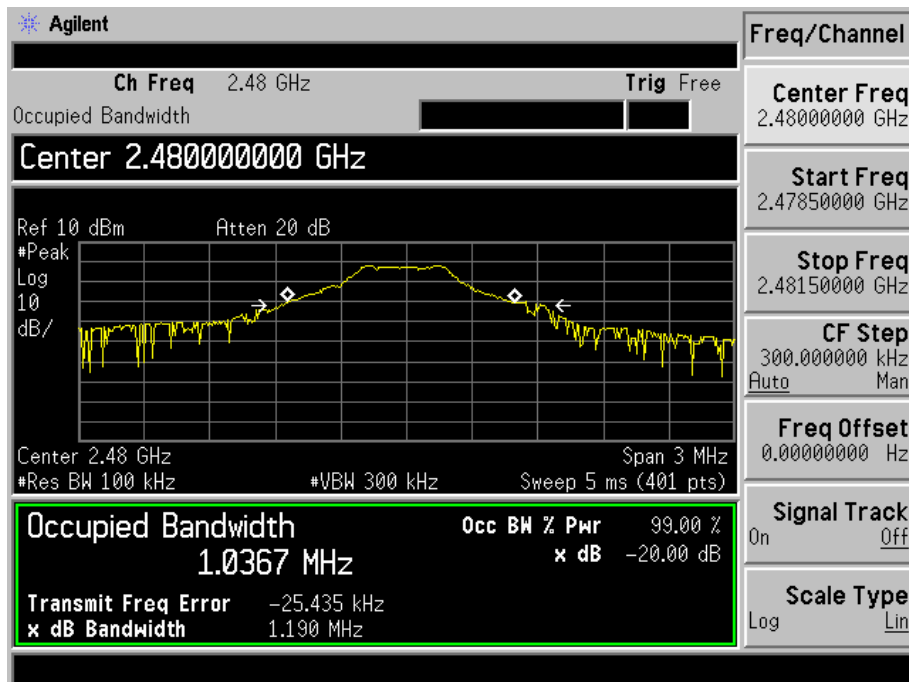 Agilent
Freq/Channel
Ch Freq 2.48 GHz Trig Free
Occupied Bandwidth
Center 2.480000000 GHz
Ref 10 dBm Atten 20 dB
#Peak
Log
10
dB/
Center 2.48 GHz Span 3 MHz
#Res BW 100 kHz #VBW 300 kHz Sweep 5 ms (401 pts)
Occupied Bandwidth Occ BW % Pwr 99.00 %
1.0367 MHz x dB -20.00 dB
Transmit Freq Error -25.435 kHz
x dB Bandwidth 1.190 MHz
Center Freq
2.48000000 GHz
Start Freq
2.47850000 GHz
Stop Freq
2.48150000 GHz
CF Step
300.000000 kHz
Auto Man
Freq Offset
0.00000000 Hz
Signal Track
On Off
Scale Type
Log Lin